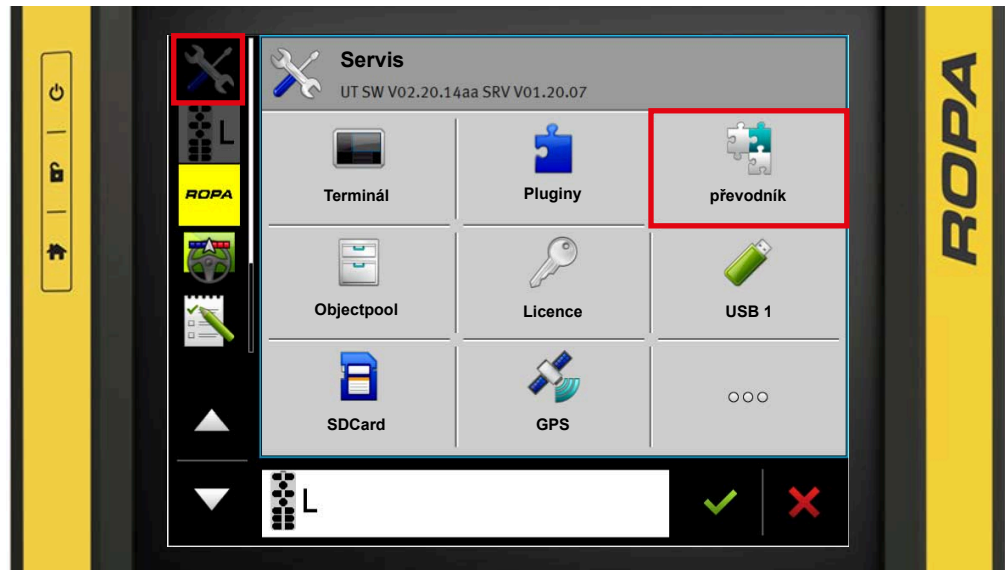 Servis
UT SW V02.20.14aa SRV V01.20.07
L
ROPA
Terminál
Pluginy
převodník
Objectpool
Licence
USB 1
SDCard
GPS
L
ROPA